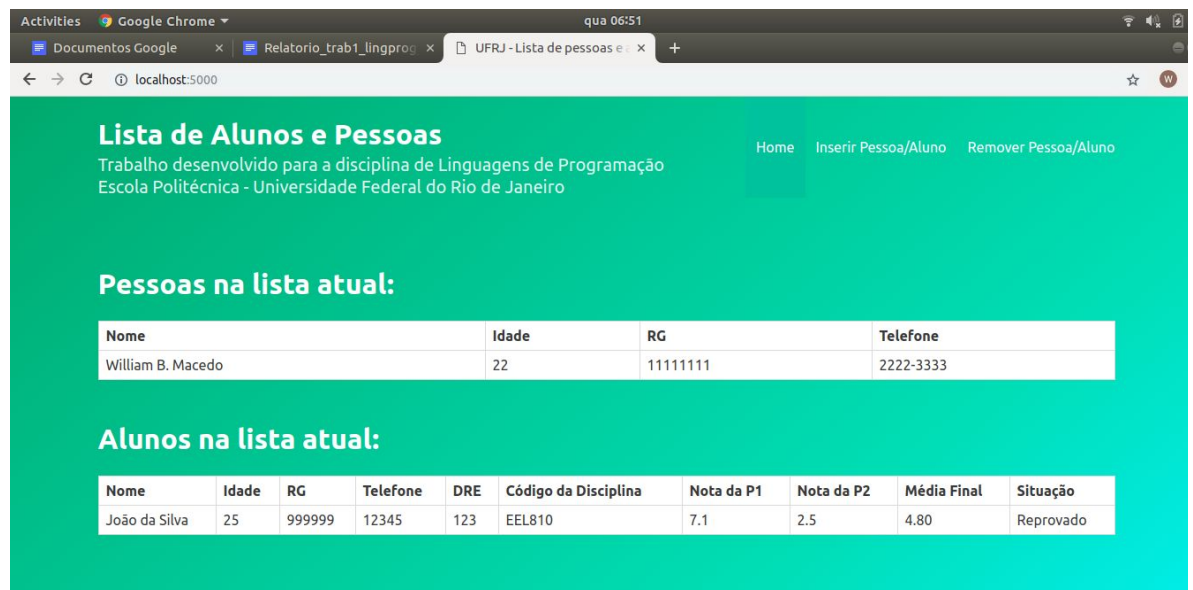 Activities Google Chrome qua 06:51
Documentos Google Relatorio_trab1_lingprog UFRJ - Lista de pessoas e
localhost:5000 W
Lista de Alunos e Pessoas
Home Inserir Pessoa/Aluno Remover Pessoa/Aluno
Trabalho desenvolvido para a disciplina de Linguagens de Programação
Escola Politécnica - Universidade Federal do Rio de Janeiro
Pessoas na lista atual:
Nome Idade RG Telefone
William B. Macedo 22 11111111 2222-3333
Alunos na lista atual:
Nome Idade RG Telefone DRE Código da Disciplina Nota da P1 Nota da P2 Média Final Situação
João da Silva 25 999999 12345 123 EEL810 7.1 2.5 4.80 Reprovado